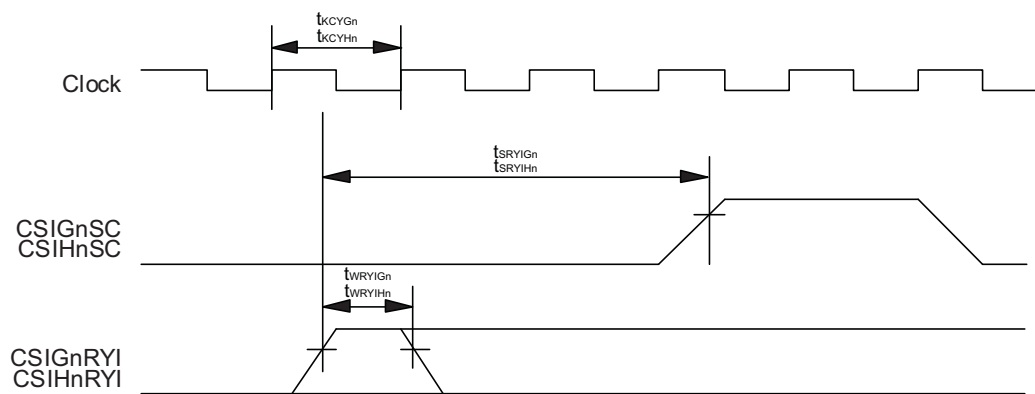 tKCYGn
tKCYHn
Clock
tSRYIGn
tSRYIHn
CSIGnSC
CSIHnSC
tWRYIGn
tWRYIHn
CSIGnRYI
CSIHnRYI